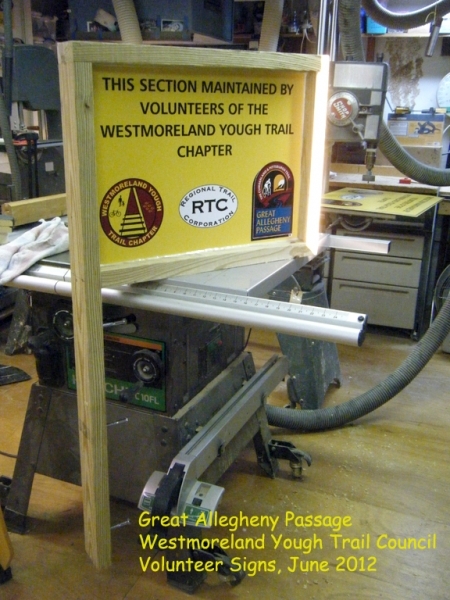 THIS SECTION MAINTAINED BY
VOLUNTEERS OF THE
WESTMORELAND YOUGH TRAIL
CHAPTER
WESTMORELAND YOUGH
TRAIL CHAPTER
REGIONAL TRAIL
RTC
CORPORATION
GREAT
ALLEGHENY
PASSAGE
C10FL
Great Allegheny Passage
Westmoreland Yough Trail Council
Volunteer Signs, June 2012